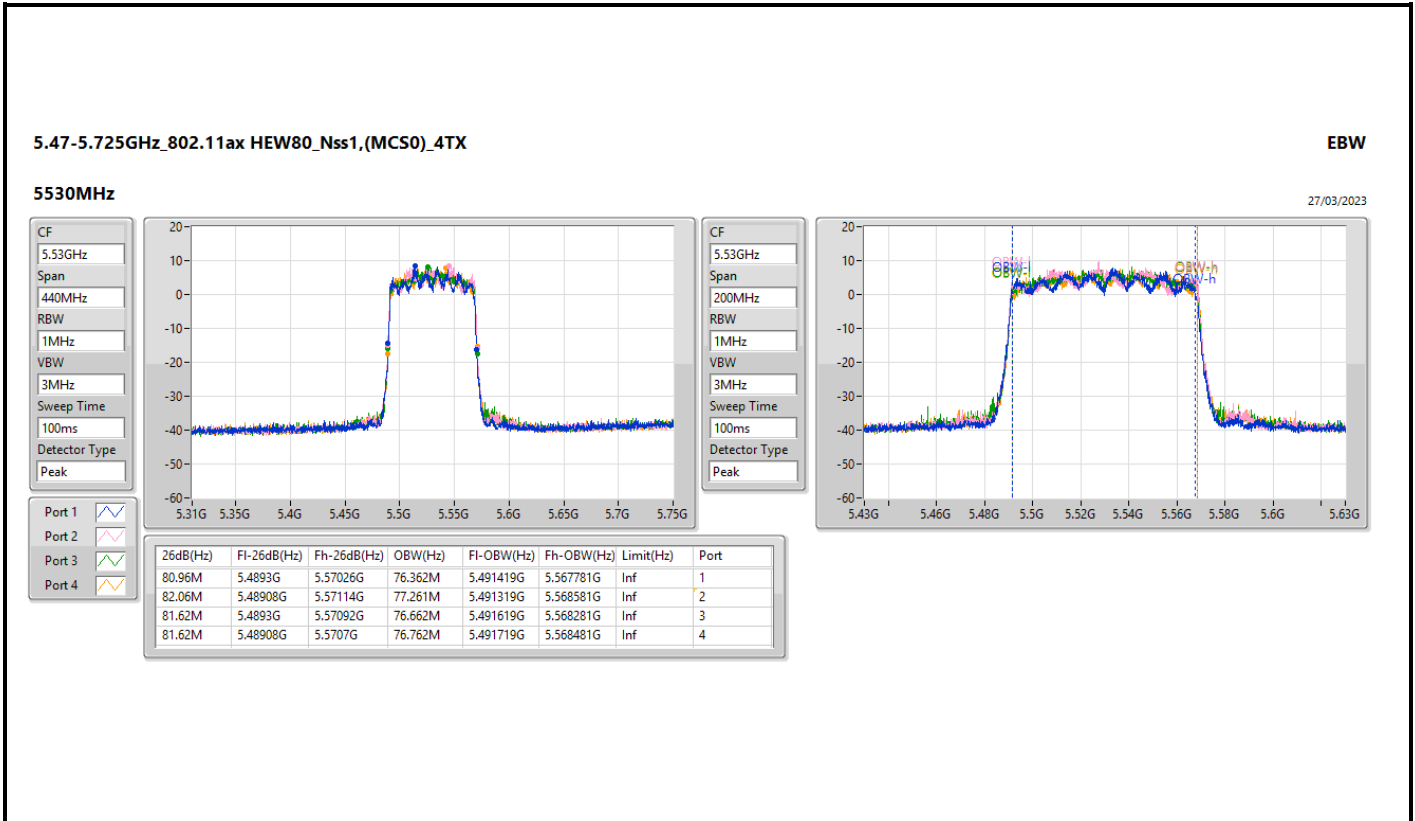 5.47-5.725GHz_802.11ax HEW80_Nss1,(MCS0)_4TX EBW
5530MHz
27/03/2023
CF
5.53GHz
Span
440MHz
RBW
1MHz
VBW
3MHz
Sweep Time
100ms
Detector Type
Peak
20
10
0
-10
-20
-30
-40
-50
-60
5.31G 5.35G 5.4G 5.45G 5.5G 5.55G 5.6G 5.65G 5.7G 5.75G
CF
5.53GHz
Span
200MHz
RBW
1MHz
VBW
3MHz
Sweep Time
100ms
Detector Type
Peak
20
10
0
-10
-20
-30
-40
-50
-60
OBW-l OBW-h
OBW-h
5.43G 5.46G 5.48G 5.5G 5.52G 5.54G 5.56G 5.58G 5.6G 5.63G
Port 1
Port 2
Port 3
Port 4
26dB(Hz) Fl-26dB(Hz) Fh-26dB(Hz) OBW(Hz) Fl-OBW(Hz) Fh-OBW(Hz) Limit(Hz) Port
80.96M 5.4893G 5.57026G 76.362M 5.491419G 5.567781G Inf 1
82.06M 5.48908G 5.57114G 77.261M 5.491319G 5.568581G Inf 2
81.62M 5.4893G 5.57092G 76.662M 5.491619G 5.568281G Inf 3
81.62M 5.48908G 5.5707G 76.762M 5.491719G 5.568481G Inf 4